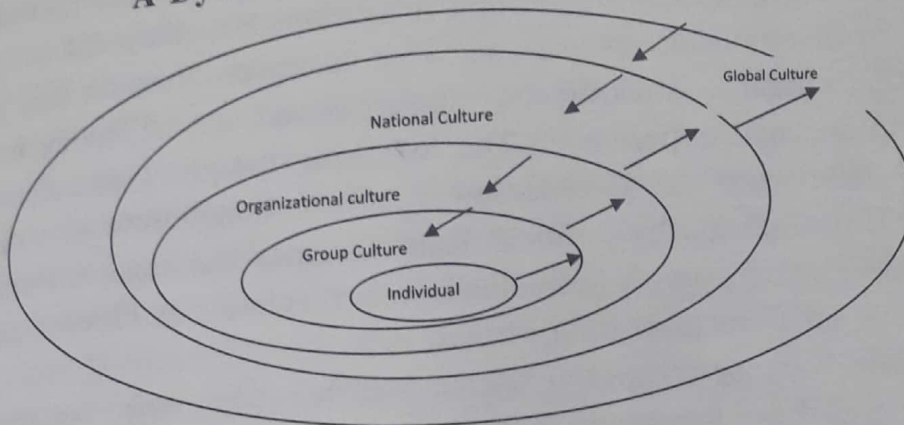 Global Culture
National Culture
Organizational culture
Group Culture
Individual